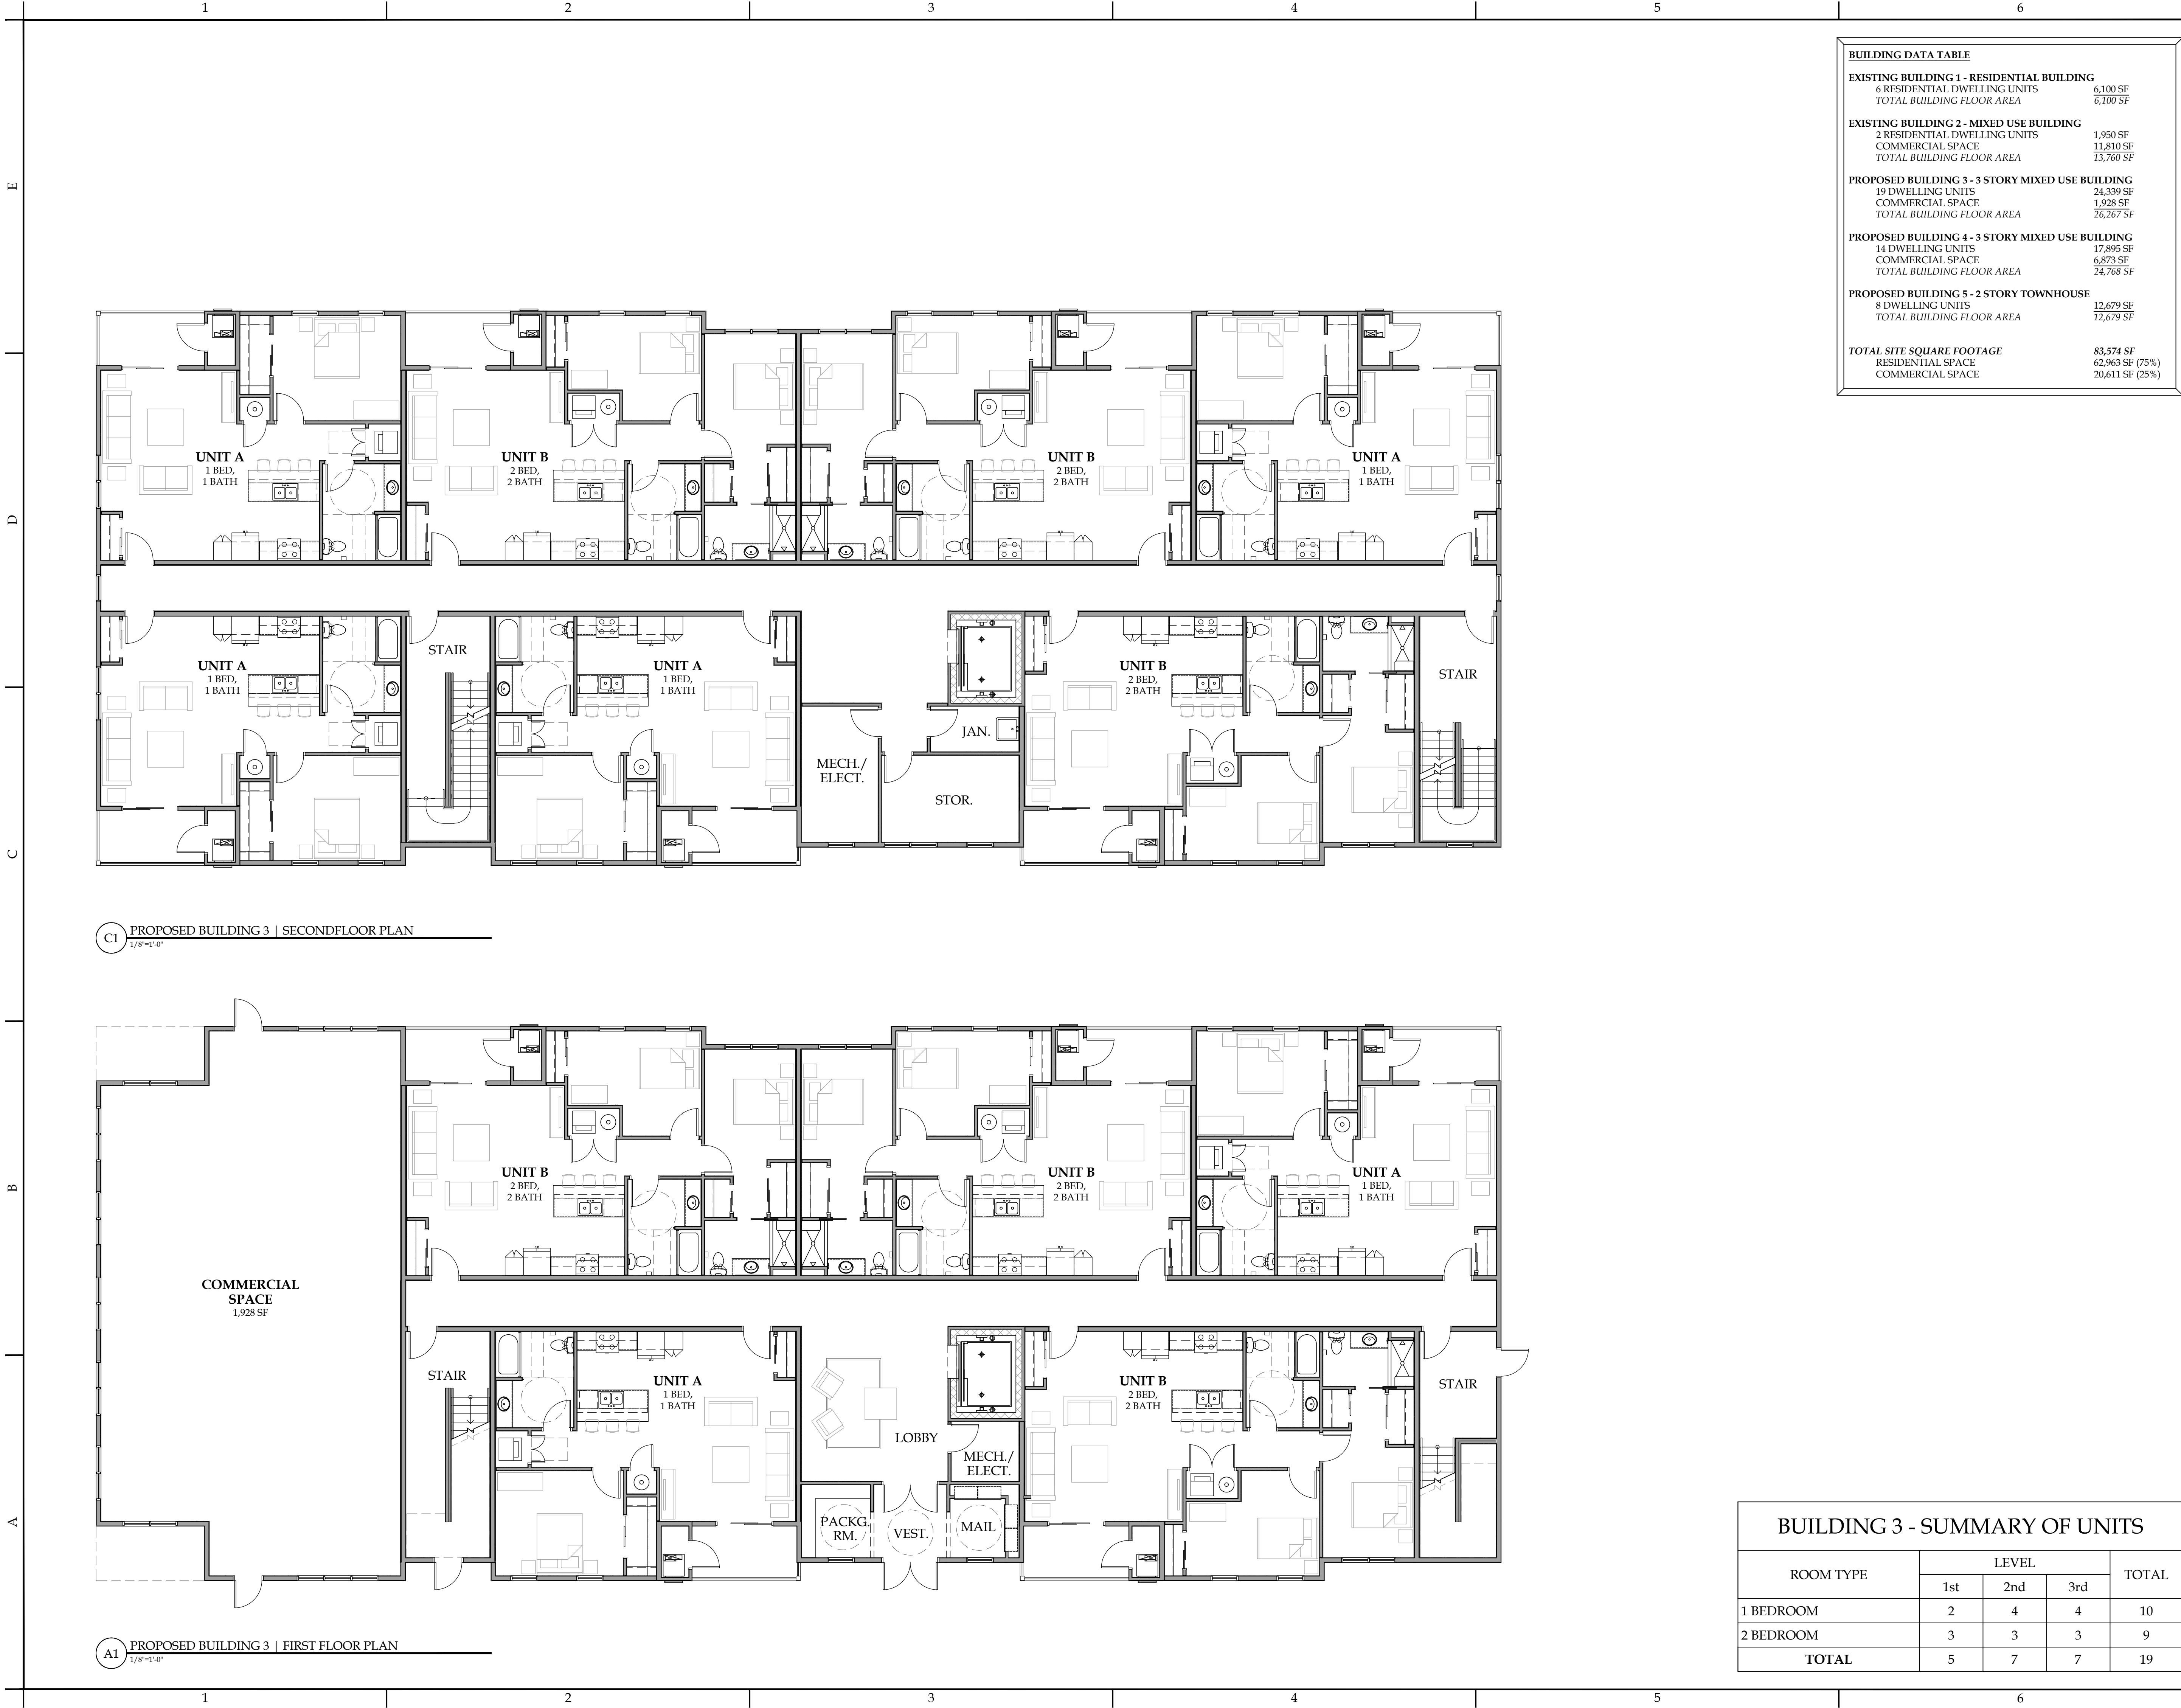 1 2 3 4 5 6
BUILDING DATA TABLE
EXISTING BUILDING 1 - RESIDENTIAL BUILDING
6 RESIDENTIAL DWELLING UNITS 6,100 SF
TOTAL BUILDING FLOOR AREA 6,100 SF
EXISTING BUILDING 2 - MIXED USE BUILDING
2 RESIDENTIAL DWELLING UNITS 1,950 SF
COMMERCIAL SPACE 11,810 SF
TOTAL BUILDING FLOOR AREA 13,760 SF
PROPOSED BUILDING 3 - 3 STORY MIXED USE BUILDING
19 DWELLING UNITS 24,339 SF
COMMERCIAL SPACE 1,928 SF
TOTAL BUILDING FLOOR AREA 26,267 SF
PROPOSED BUILDING 4 - 3 STORY MIXED USE BUILDING
14 DWELLING UNITS 17,895 SF
COMMERCIAL SPACE 6,873 SF
TOTAL BUILDING FLOOR AREA 24,768 SF
PROPOSED BUILDING 5 - 2 STORY TOWNHOUSE
8 DWELLING UNITS 12,679 SF
TOTAL BUILDING FLOOR AREA 12,679 SF
TOTAL SITE SQUARE FOOTAGE 83,574 SF
RESIDENTIAL SPACE 62,963 SF (75%)
COMMERCIAL SPACE 20,611 SF (25%)
E
D
C
B
A
UNIT A
1 BED,
1 BATH
UNIT B
2 BED,
2 BATH
UNIT B
2 BED,
2 BATH
UNIT A
1 BED,
1 BATH
UNIT A
1 BED,
1 BATH
STAIR
UNIT A
1 BED,
1 BATH
MECH./
ELECT.
JAN.
STOR.
UNIT B
2 BED,
2 BATH
STAIR
C1
PROPOSED BUILDING 3 | SECONDFLOOR PLAN
1/8"=1'-0"
COMMERCIAL
SPACE
1,928 SF
UNIT B
2 BED,
2 BATH
UNIT B
2 BED,
2 BATH
UNIT A
1 BED,
1 BATH
STAIR
UNIT A
1 BED,
1 BATH
LOBBY
MECH./
ELECT.
PACKG.
RM.
VEST.
MAIL
UNIT B
2 BED,
2 BATH
STAIR
A1
PROPOSED BUILDING 3 | FIRST FLOOR PLAN
1/8"=1'-0"
BUILDING 3 - SUMMARY OF UNITS
ROOM TYPE LEVEL TOTAL
1st 2nd 3rd
1 BEDROOM 2 4 4 10
2 BEDROOM 3 3 3 9
TOTAL 5 7 7 19
1 2 3 4 5 6